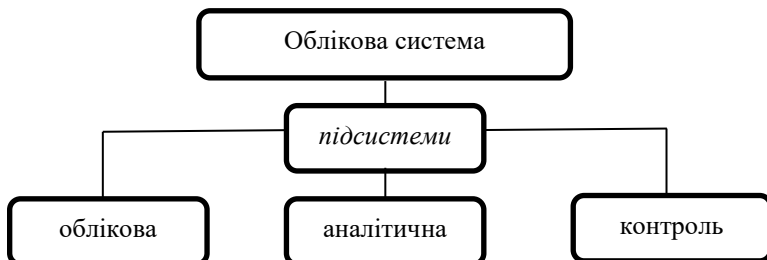 Облікова система
підсистеми
облікова
аналітична
контроль